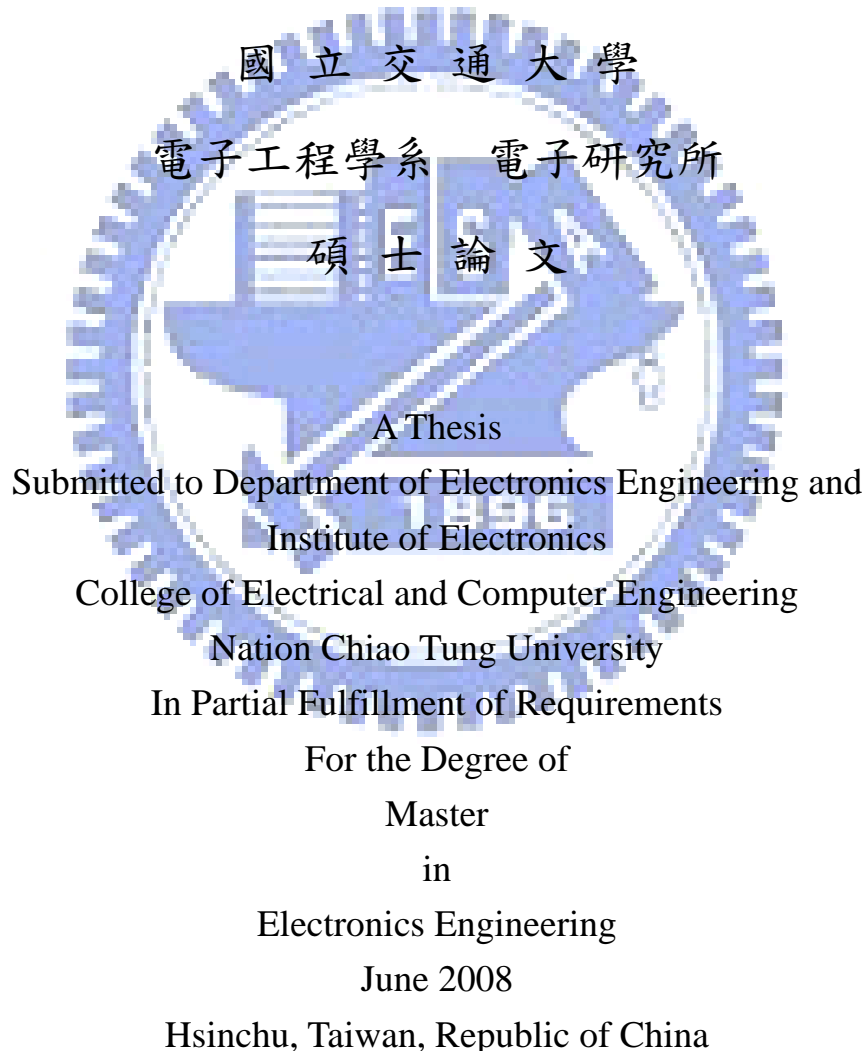 國 立 交 通 大 學
電子工程學系 電子研究所
碩 士 論 文
A Thesis
Submitted to Department of Electronics Engineering and
Institute of Electronics
College of Electrical and Computer Engineering
Nation Chiao Tung University
In Partial Fulfillment of Requirements
For the Degree of
Master
in
Electronics Engineering
June 2008
Hsinchu, Taiwan, Republic of China
1896